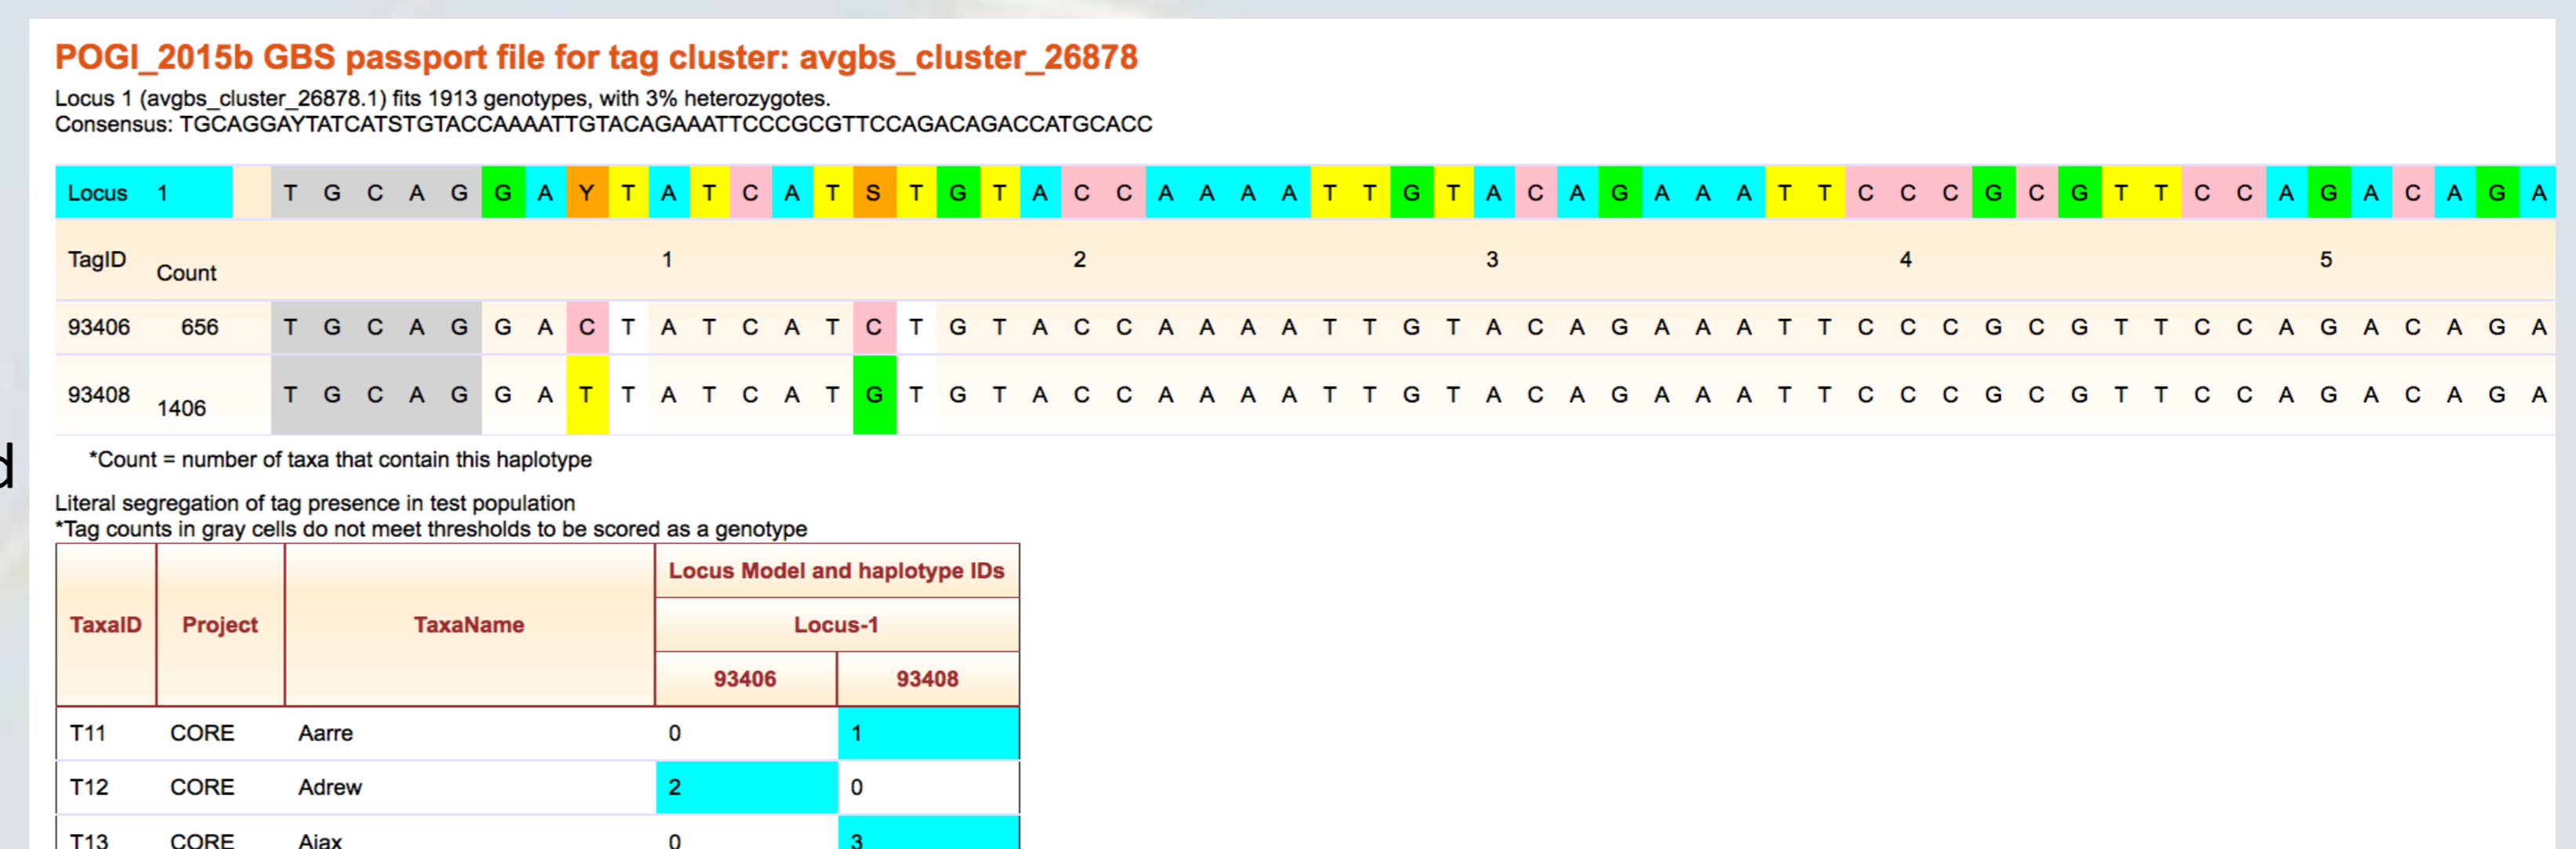 POGI_2015b GBS passport file for tag cluster: avgbs_cluster_26878
Locus 1 (avgbs_cluster_26878.1) fits 1913 genotypes, with 3% heterozygotes.
Consensus: TGCAGGAYTATCATSTGTACCAAAATTGTACAGAAATTCCCGCGTTCCAGACAGACCATGCACC
Locus 1 T G C A G G A Y T A T C A T S T G T A C C A A A A T T G T A C A G A A A T T C C C G C G T T C C A G A C A G A
TagID Count 1 2 3 4 5
93406 656 T G C A G G A C T A T C A T C T G T A C C A A A A T T G T A C A G A A A T T C C C G C G T T C C A G A C A G A
93408 1406 T G C A G G A T T A T C A T G T G T A C C A A A A T T G T A C A G A A A T T C C C G C G T T C C A G A C A G A
d
*Count = number of taxa that contain this haplotype
Literal segregation of tag presence in test population
*Tag counts in gray cells do not meet thresholds to be scored as a genotype
Locus Model and haplotype IDs
TaxaID Project TaxaName Locus-1
93406 93408
T11 CORE Aarre 0 1
T12 CORE Adrew 2 0
T13 CORE Ajax 0 3